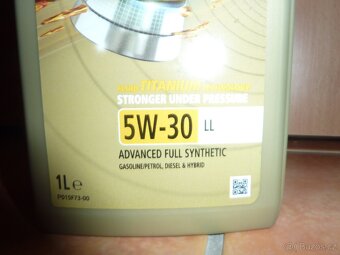 TITANIUM
STRONGER UNDER PRESSURE
5W-30 LL
ADVANCED FULL SYNTHETIC
GASOLINE/PETROL, DIESEL & HYBRID
1L℮